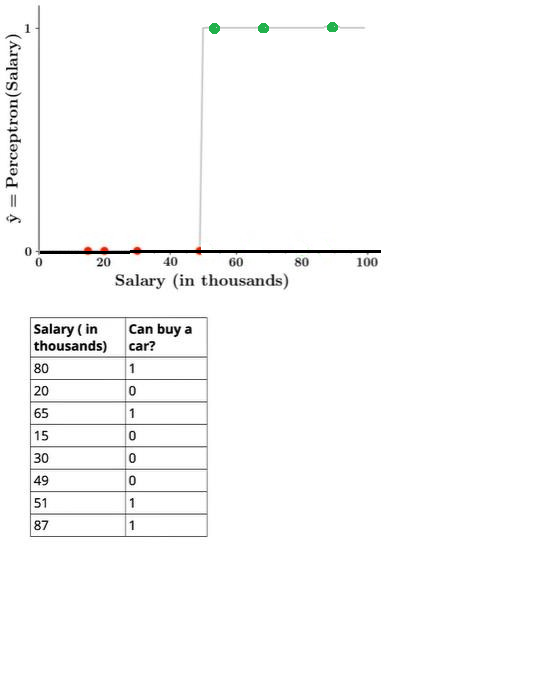 1
ŷ = Perceptron(Salary)
0
0 20 40 60 80 100
Salary (in thousands)
Salary ( in thousands) Can buy a car?
80 1
20 0
65 1
15 0
30 0
49 0
51 1
87 1